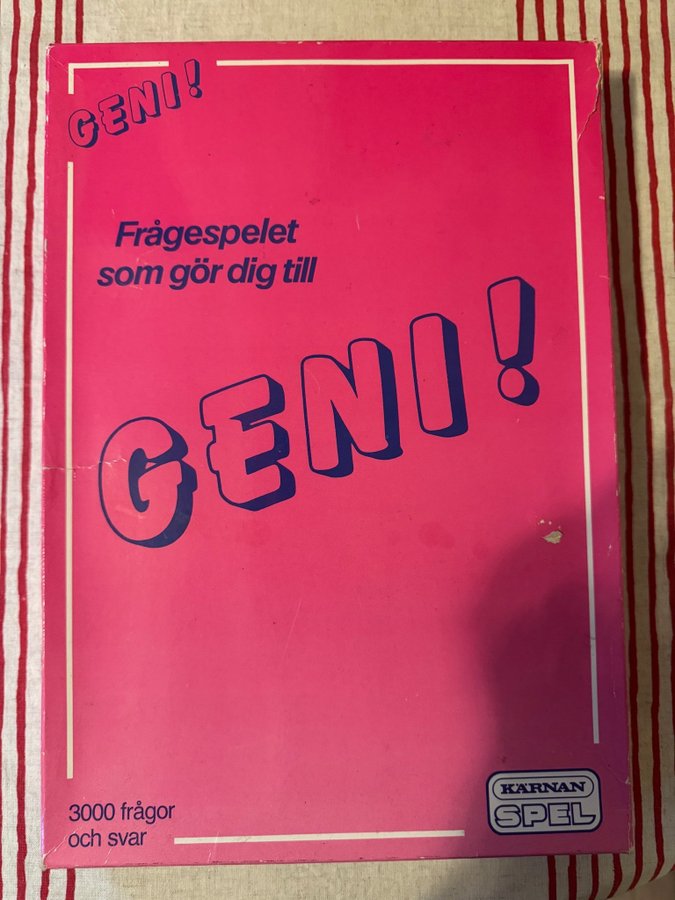 GENI!
Frågespelet
som gör dig till
GENI!
3000 frågor
och svar
KÄRNAN
SPEL